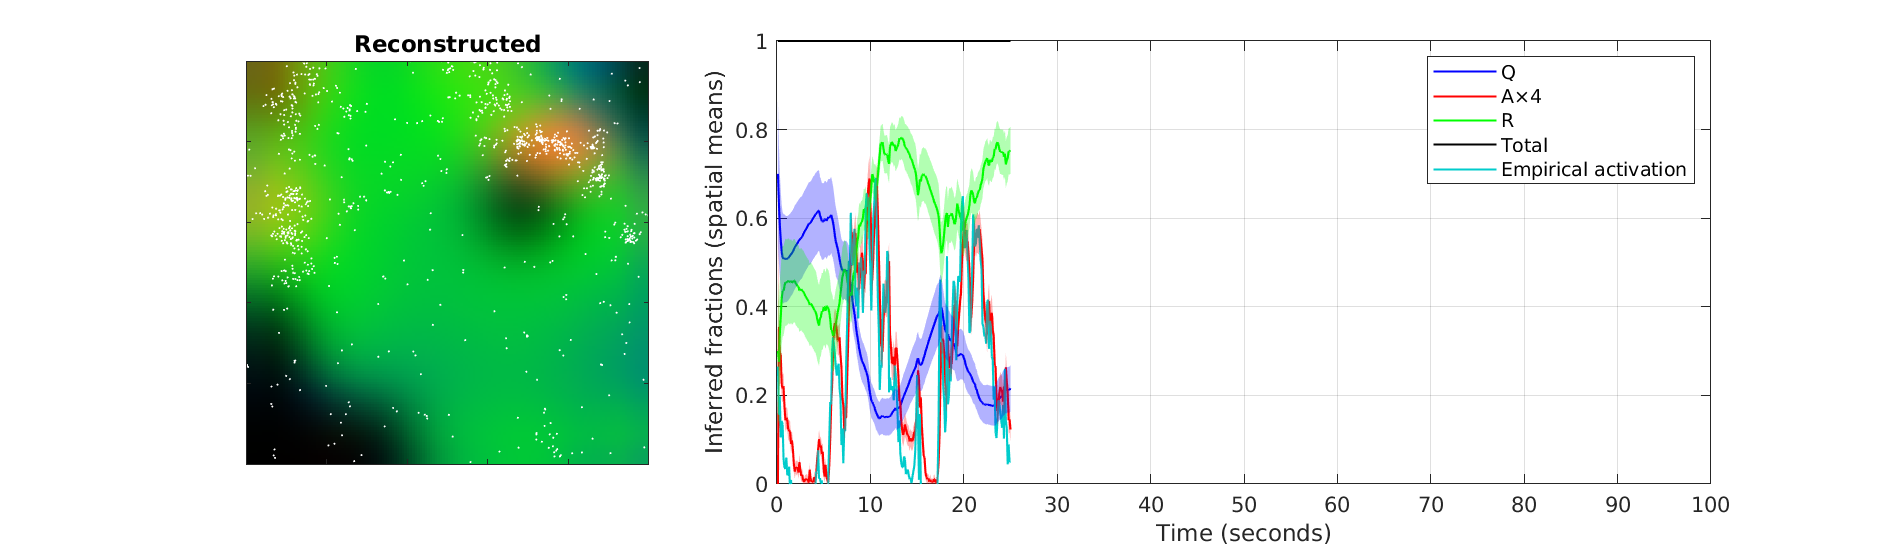 Reconstructed
Inferred fractions (spatial means)
1
0.8
0.6
0.4
0.2
0
0 10 20 30 40 50 60 70 80 90 100
Time (seconds)
Q
A×4
R
Total
Empirical activation